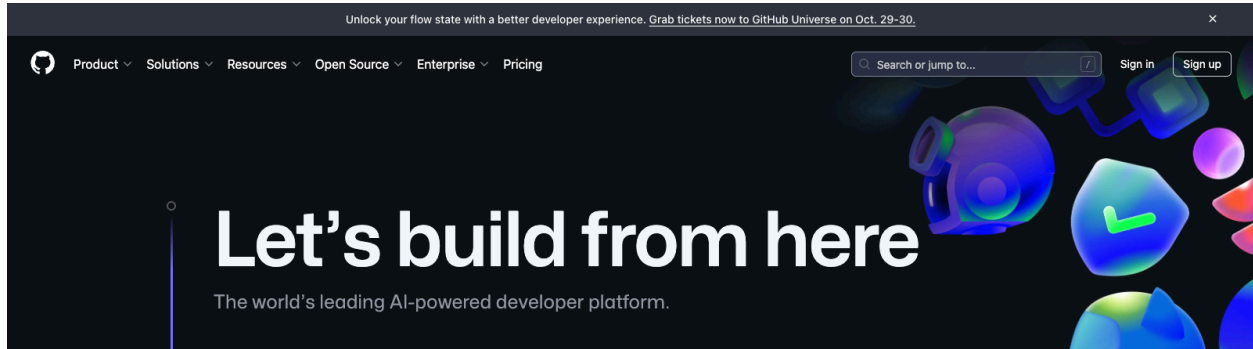 Unlock your flow state with a better developer experience. Grab tickets now to GitHub Universe on Oct. 29-30.
Product Solutions Resources Open Source Enterprise Pricing Search or jump to... / Sign in Sign up
Let’s build from here
The world’s leading AI-powered developer platform.